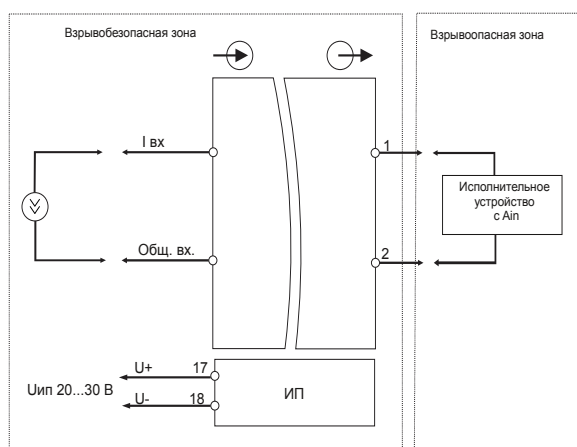 Взрывобезопасная зона
Взрывоопасная зона
I вх
1
Исполнительное
устройство
с Ain
Общ. вх.
2
U+
17
Uип 20...30 В
ИП
U-
18